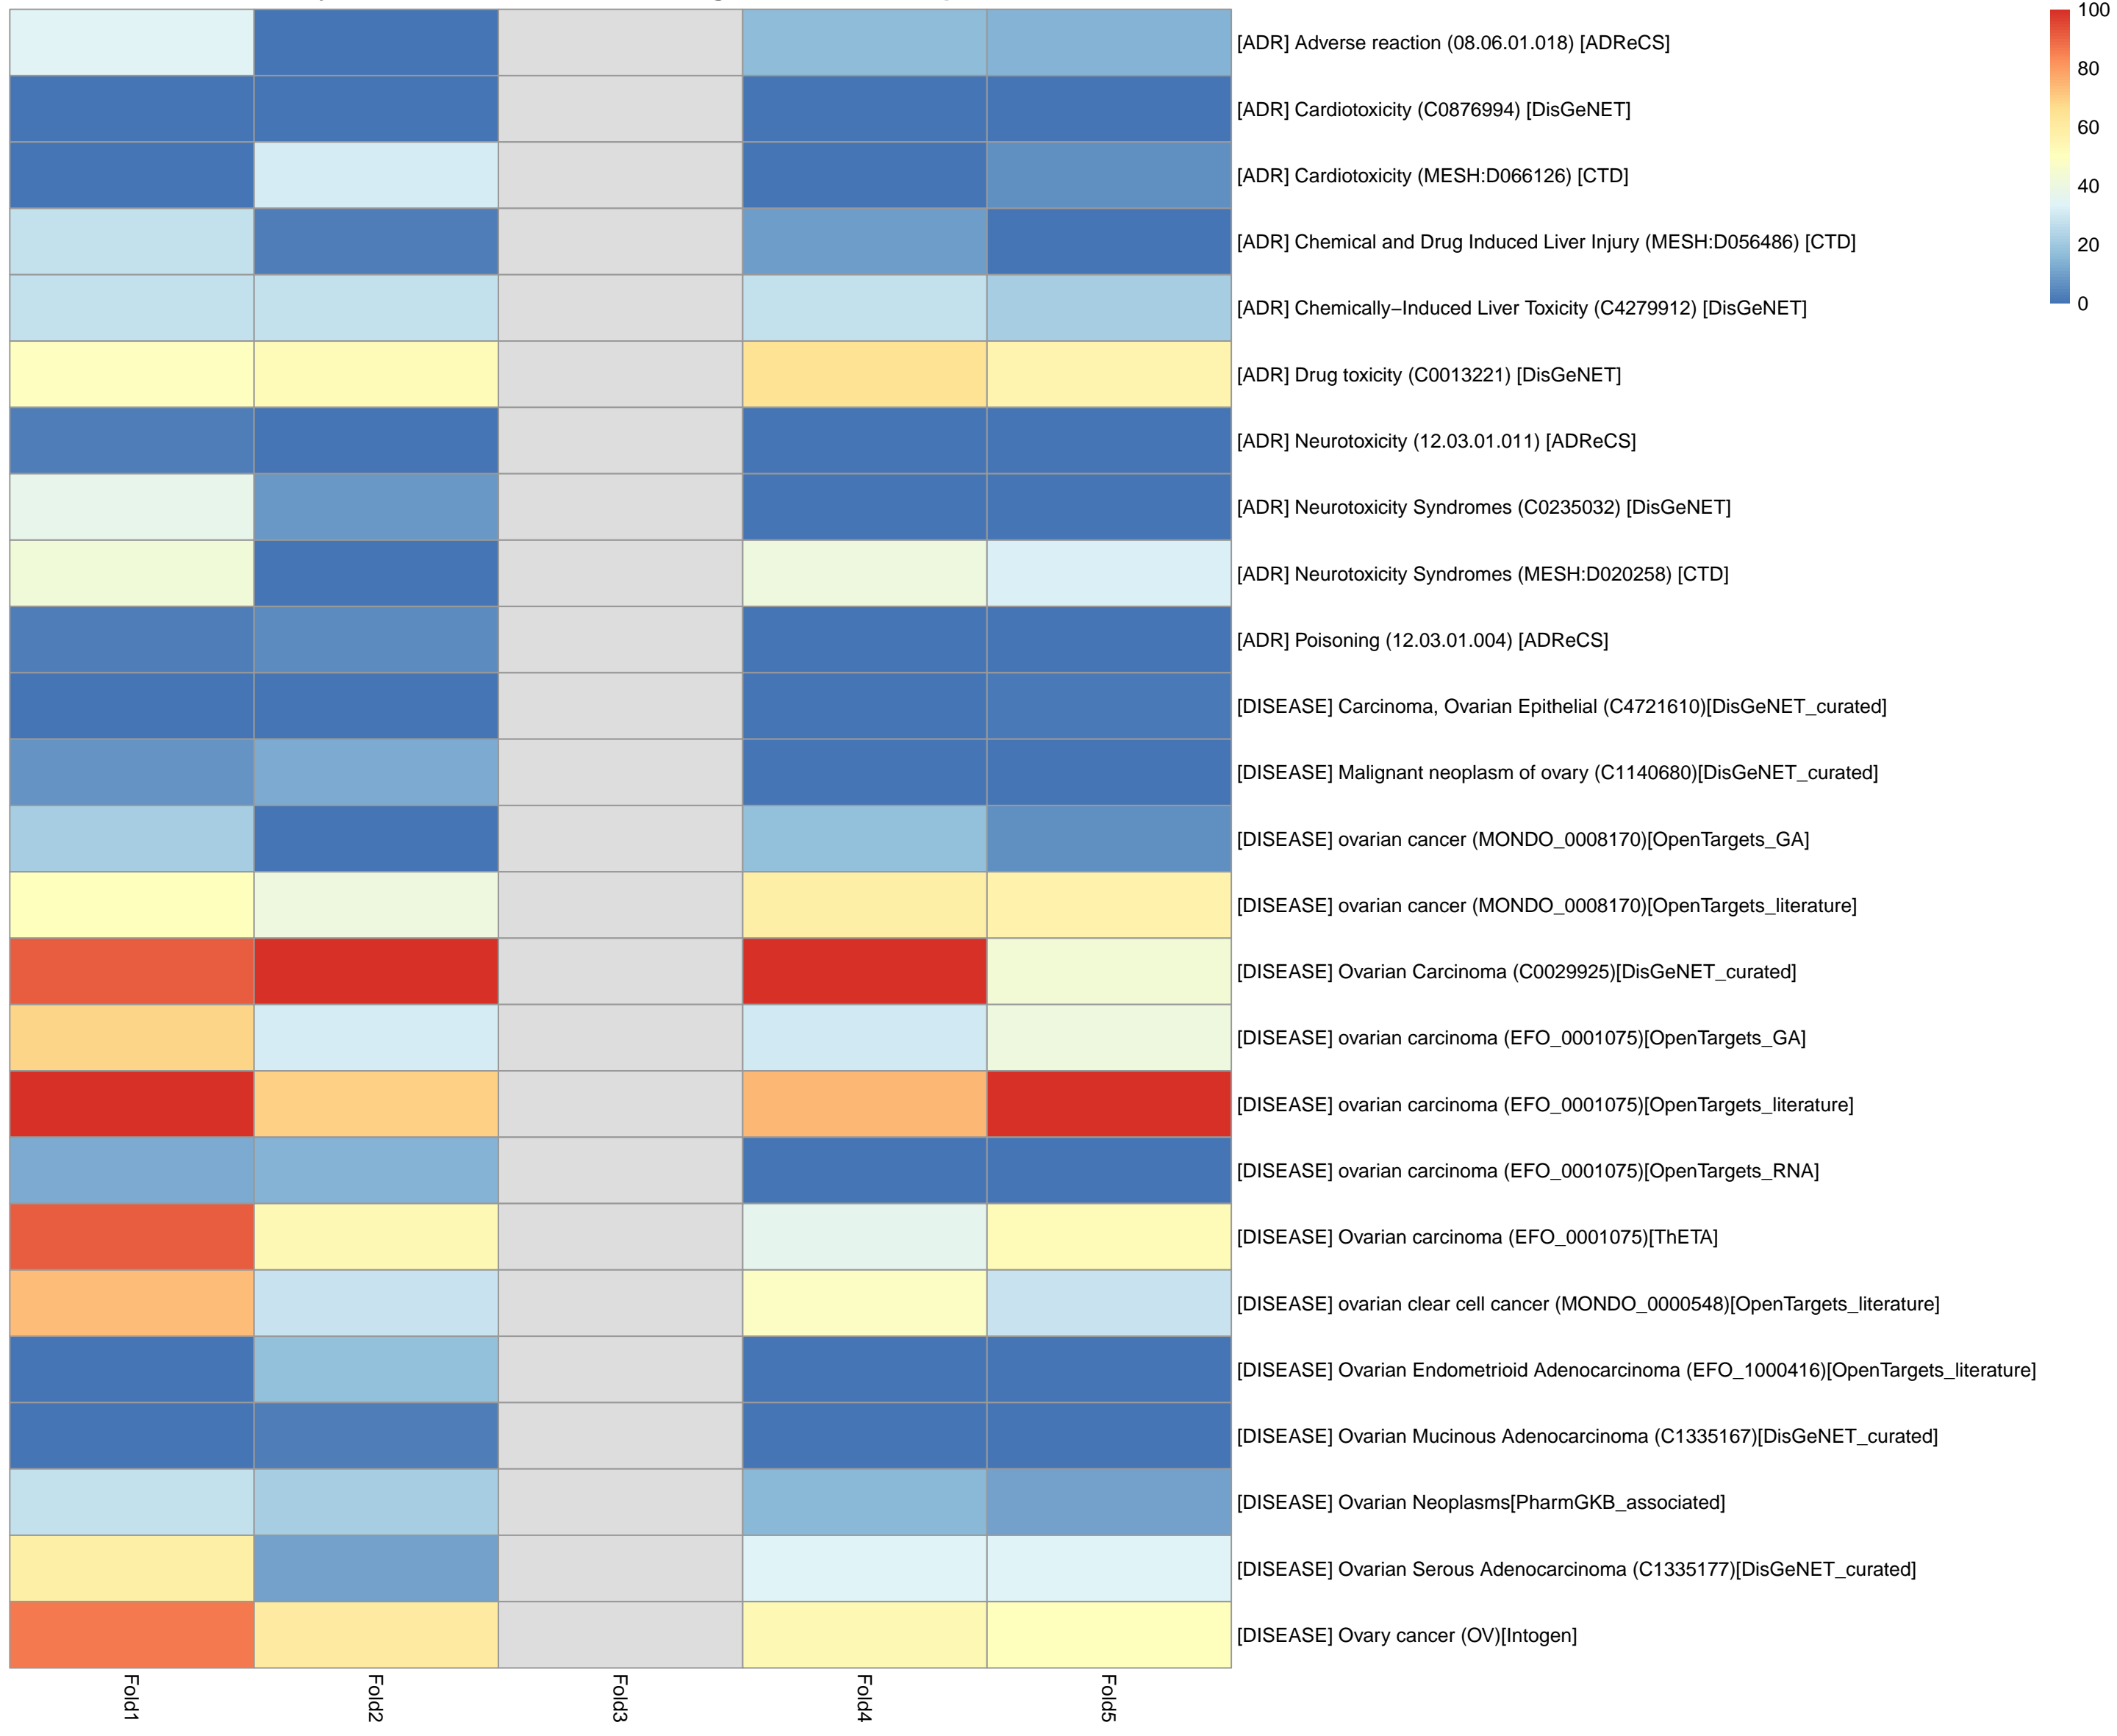 [ADR] Adverse reaction (08.06.01.018) [ADReCS]
[ADR] Cardiotoxicity (C0876994) [DisGeNET]
[ADR] Cardiotoxicity (MESH:D066126) [CTD]
[ADR] Chemical and Drug Induced Liver Injury (MESH:D056486) [CTD]
[ADR] Chemically−Induced Liver Toxicity (C4279912) [DisGeNET]
[ADR] Drug toxicity (C0013221) [DisGeNET]
[ADR] Neurotoxicity (12.03.01.011) [ADReCS]
[ADR] Neurotoxicity Syndromes (C0235032) [DisGeNET]
[ADR] Neurotoxicity Syndromes (MESH:D020258) [CTD]
[ADR] Poisoning (12.03.01.004) [ADReCS]
[DISEASE] Carcinoma, Ovarian Epithelial (C4721610)[DisGeNET_curated]
[DISEASE] Malignant neoplasm of ovary (C1140680)[DisGeNET_curated]
[DISEASE] ovarian cancer (MONDO_0008170)[OpenTargets_GA]
[DISEASE] ovarian cancer (MONDO_0008170)[OpenTargets_literature]
[DISEASE] Ovarian Carcinoma (C0029925)[DisGeNET_curated]
[DISEASE] ovarian carcinoma (EFO_0001075)[OpenTargets_GA]
[DISEASE] ovarian carcinoma (EFO_0001075)[OpenTargets_literature]
[DISEASE] ovarian carcinoma (EFO_0001075)[OpenTargets_RNA]
[DISEASE] Ovarian carcinoma (EFO_0001075)[ThETA]
[DISEASE] ovarian clear cell cancer (MONDO_0000548)[OpenTargets_literature]
[DISEASE] Ovarian Endometrioid Adenocarcinoma (EFO_1000416)[OpenTargets_literature]
[DISEASE] Ovarian Mucinous Adenocarcinoma (C1335167)[DisGeNET_curated]
[DISEASE] Ovarian Neoplasms[PharmGKB_associated]
[DISEASE] Ovarian Serous Adenocarcinoma (C1335177)[DisGeNET_curated]
[DISEASE] Ovary cancer (OV)[Intogen]
Fold1
Fold2
Fold3
Fold4
Fold5
100
80
60
40
20
0